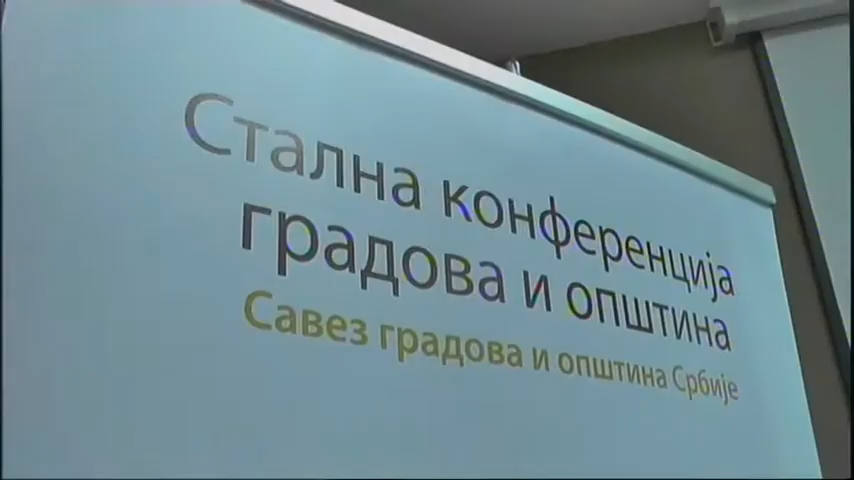 Стална конференција
градова и општина
Савез градова и општина Србије